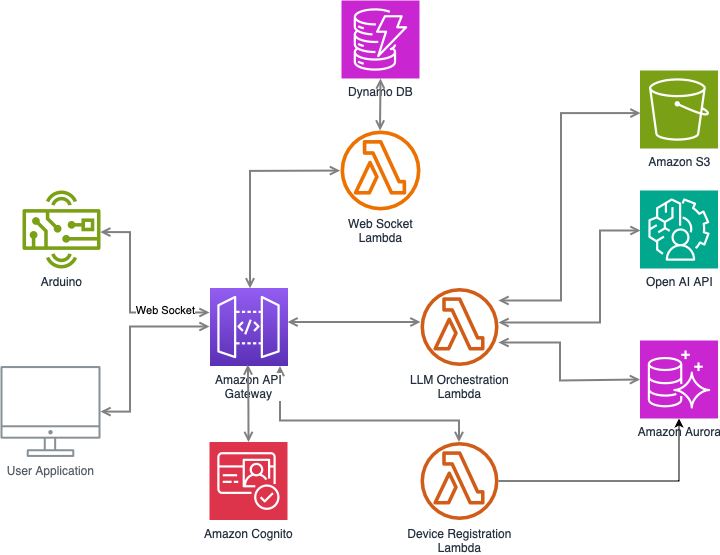 Dynamo DB
Amazon S3
Web Socket
Lambda
Arduino
Open AI API
Web Socket
Amazon API
Gateway
LLM Orchestration
Lambda
Amazon Aurora
User Application
Amazon Cognito
Device Registration
Lambda